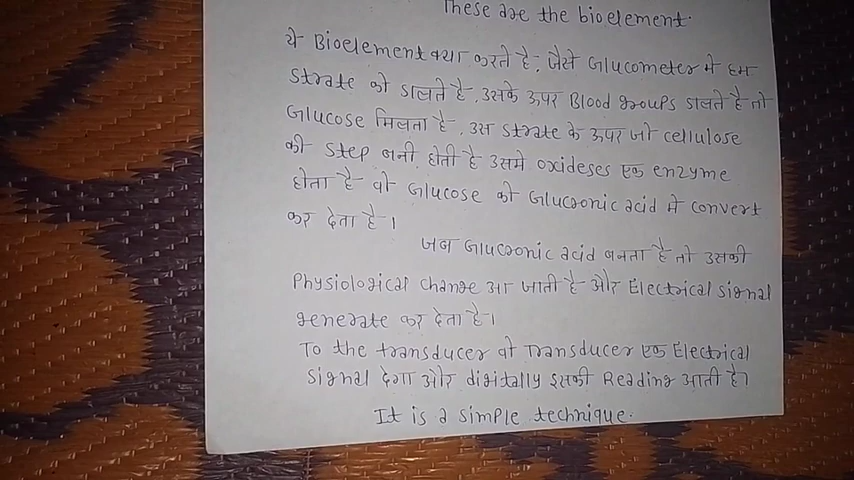 These are the bioelement.
ये Bioelement क्या करते है, जैसे Glucometer मे हम
strate को डालते है, उसके ऊपर Blood groups डालते है तो
Glucose मिलता है, उस strate के ऊपर जो cellulose
की step बनी होती है उसमे oxideses एक enzyme
होता है वो Glucose को Glucronic acid मे convert
कर देता है।
जब Glucronic acid बनता है तो उसकी
Physiological change आ जाती है और Electrical signal
generate कर देता है।
To the transducer वो Transducer एक Electrical
signal देगा और digitally इसकी Reading आती है।
It is a simple technique.